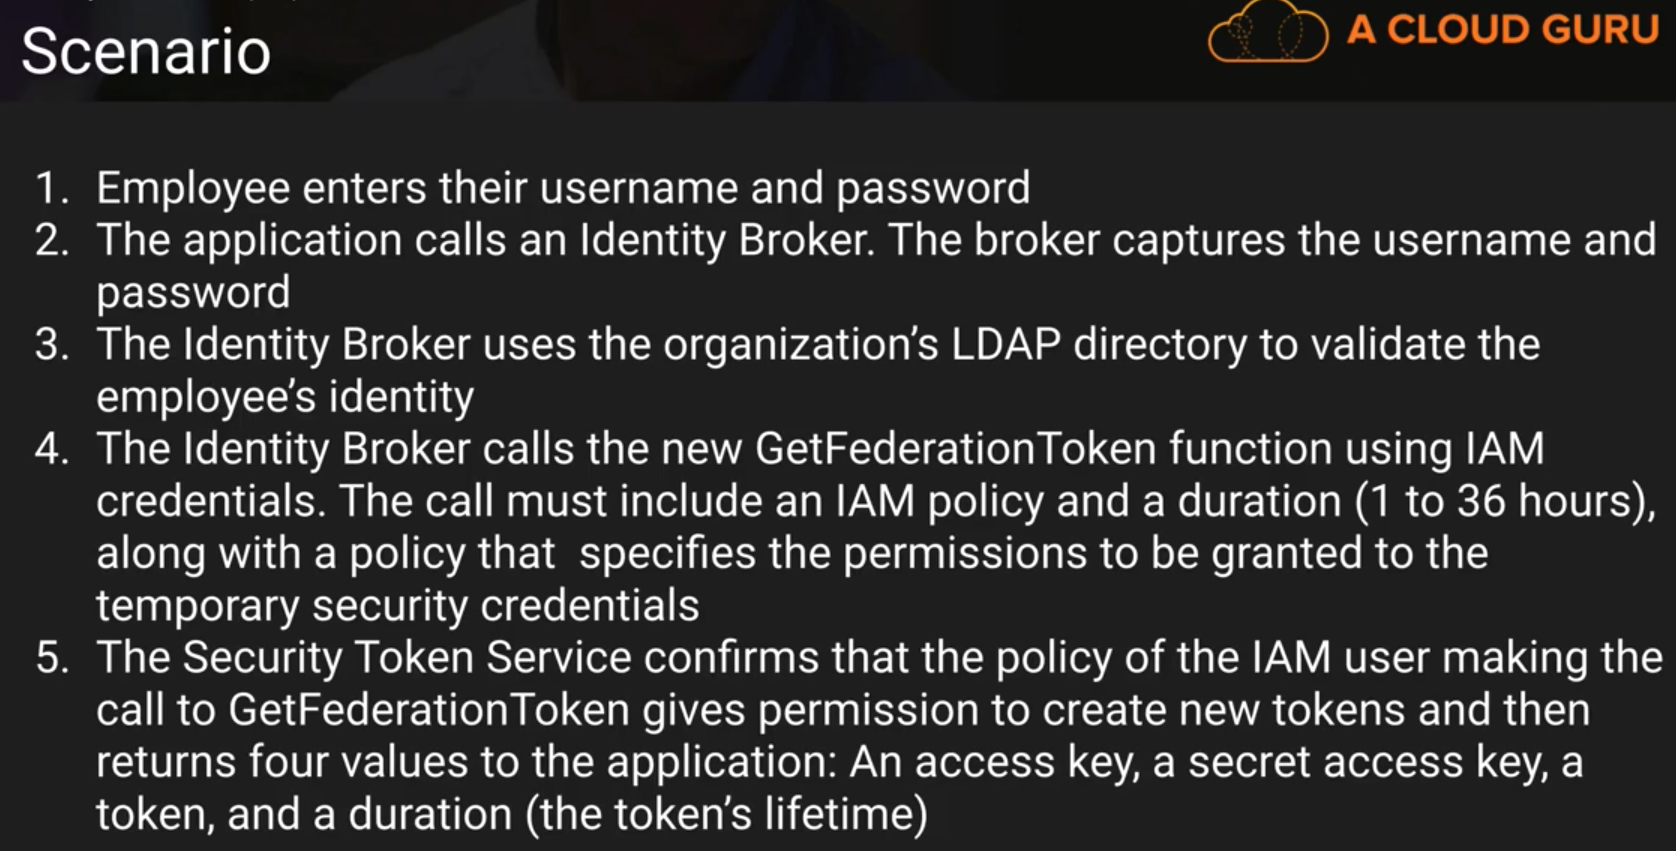 Scenario
A CLOUD GURU
1. Employee enters their username and password
2. The application calls an Identity Broker. The broker captures the username and
password
3. The Identity Broker uses the organization's LDAP directory to validate the
employee's identity
4. The Identity Broker calls the new GetFederationToken function using IAM
credentials. The call must include an IAM policy and a duration (1 to 36 hours),
along with a policy that  specifies the permissions to be granted to the
temporary security credentials
5. The Security Token Service confirms that the policy of the IAM user making the
call to GetFederationToken gives permission to create new tokens and then
returns four values to the application: An access key, a secret access key, a
token, and a duration (the token's lifetime)